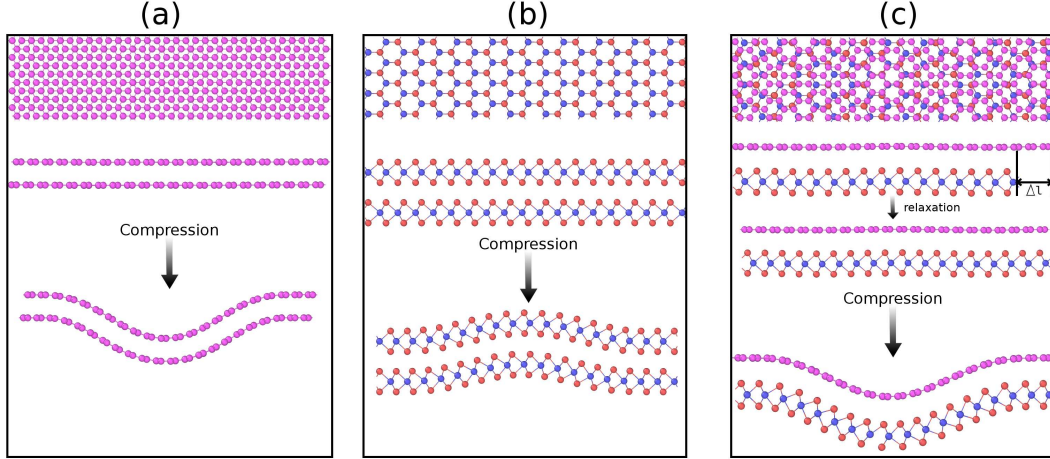 (a)
(b)
(c)
Compression
Compression
Δl
relaxation
Compression